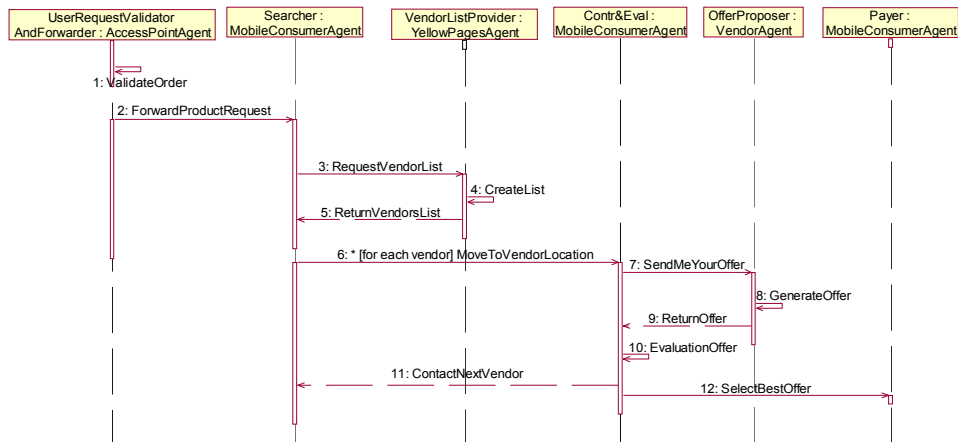 UserRequestValidator
AndForwarder : AccessPointAgent
Searcher :
MobileConsumerAgent
VendorListProvider :
YellowPagesAgent
Contr&Eval :
MobileConsumerAgent
OfferProposer :
VendorAgent
Payer :
MobileConsumerAgent
1: ValidateOrder
2: ForwardProductRequest
3: RequestVendorList
4: CreateList
5: ReturnVendorsList
6: * [for each vendor] MoveToVendorLocation
7: SendMeYourOffer
8: GenerateOffer
9: ReturnOffer
10: EvaluationOffer
11: ContactNextVendor
12: SelectBestOffer